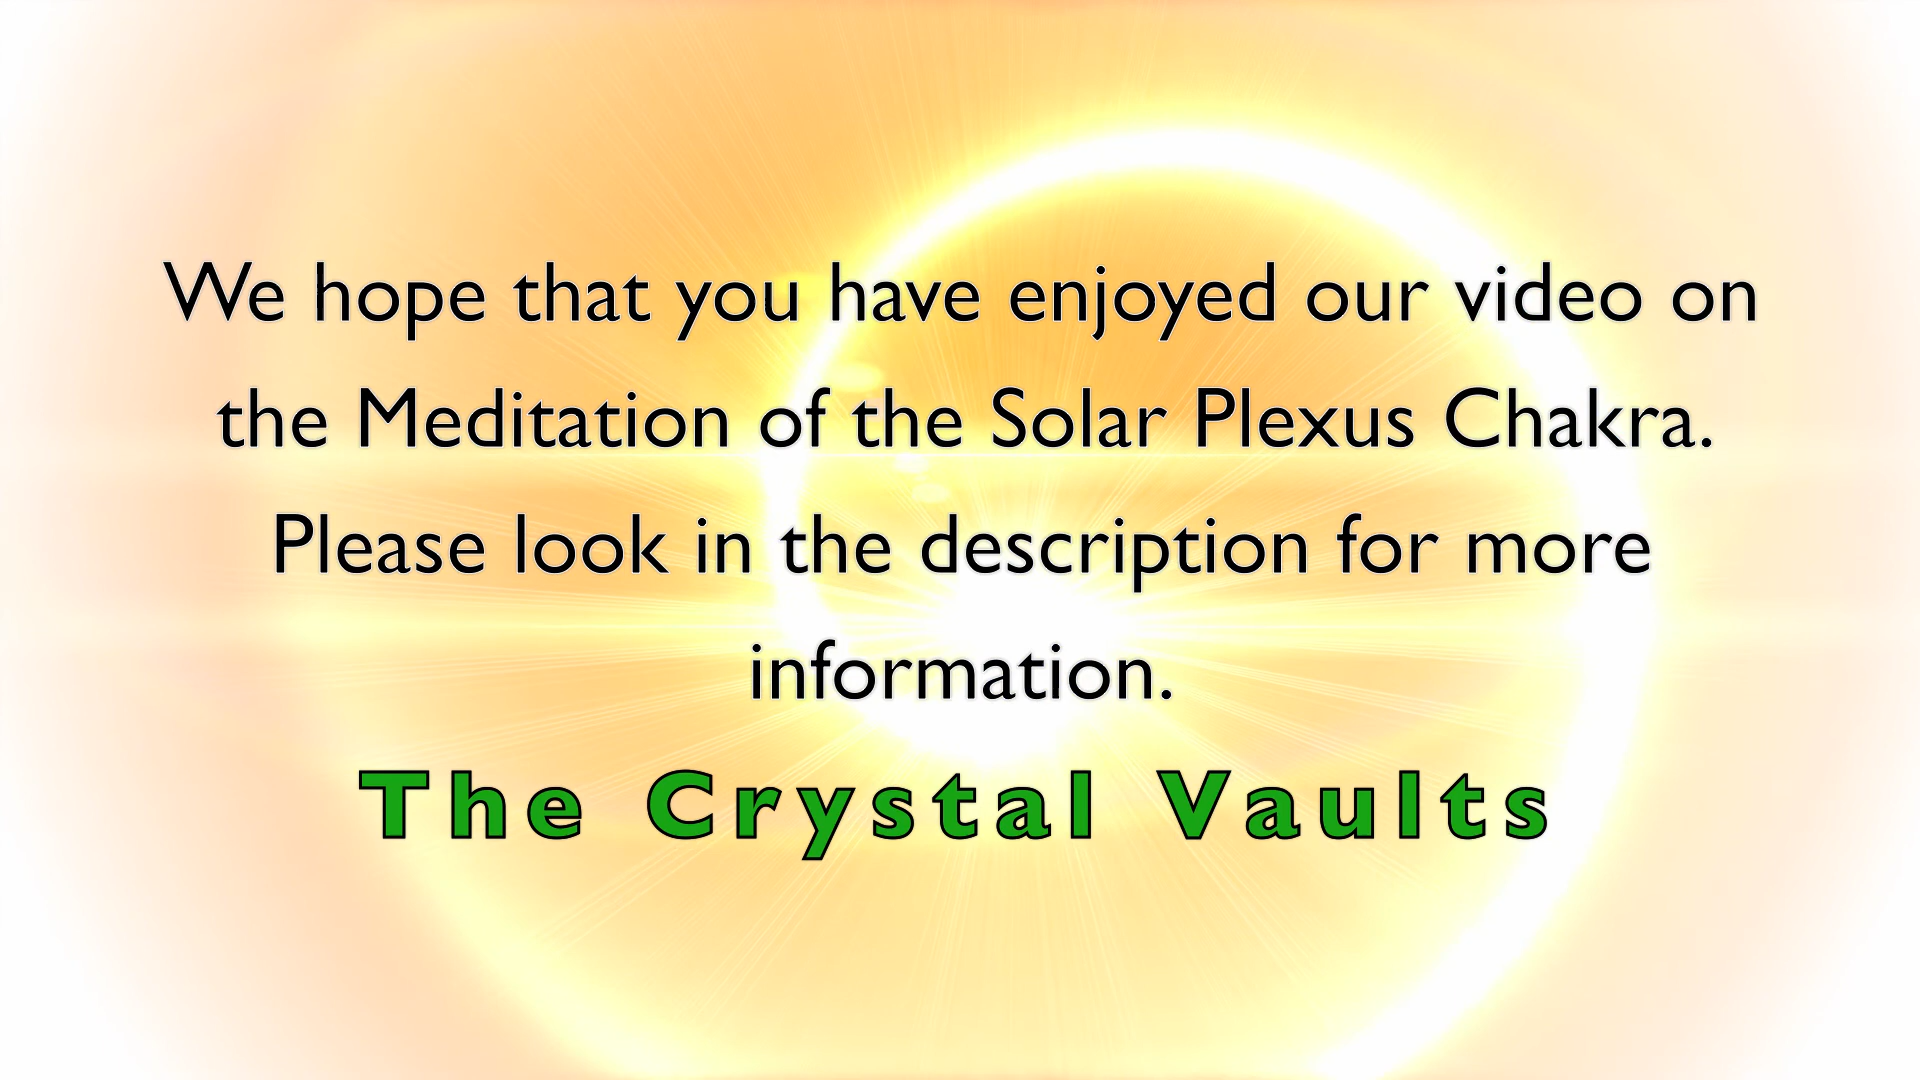 We hope that you have enjoyed our video on
the Meditation of the Solar Plexus Chakra.
Please look in the description for more
information.
The Crystal Vaults